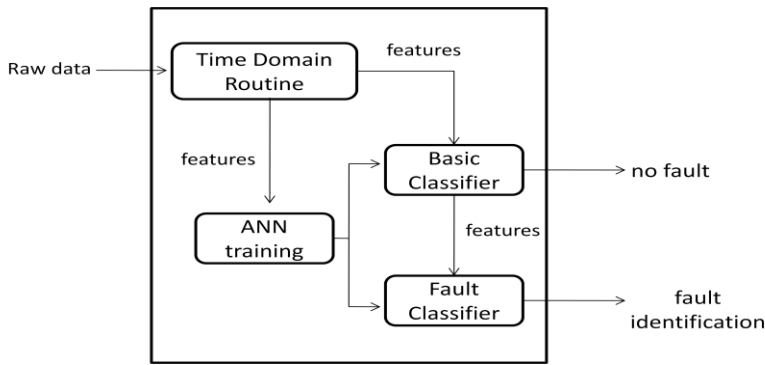 features
Raw data
Time Domain
Routine
features
Basic
Classifier
no fault
ANN
training
features
Fault
Classifier
fault
identification